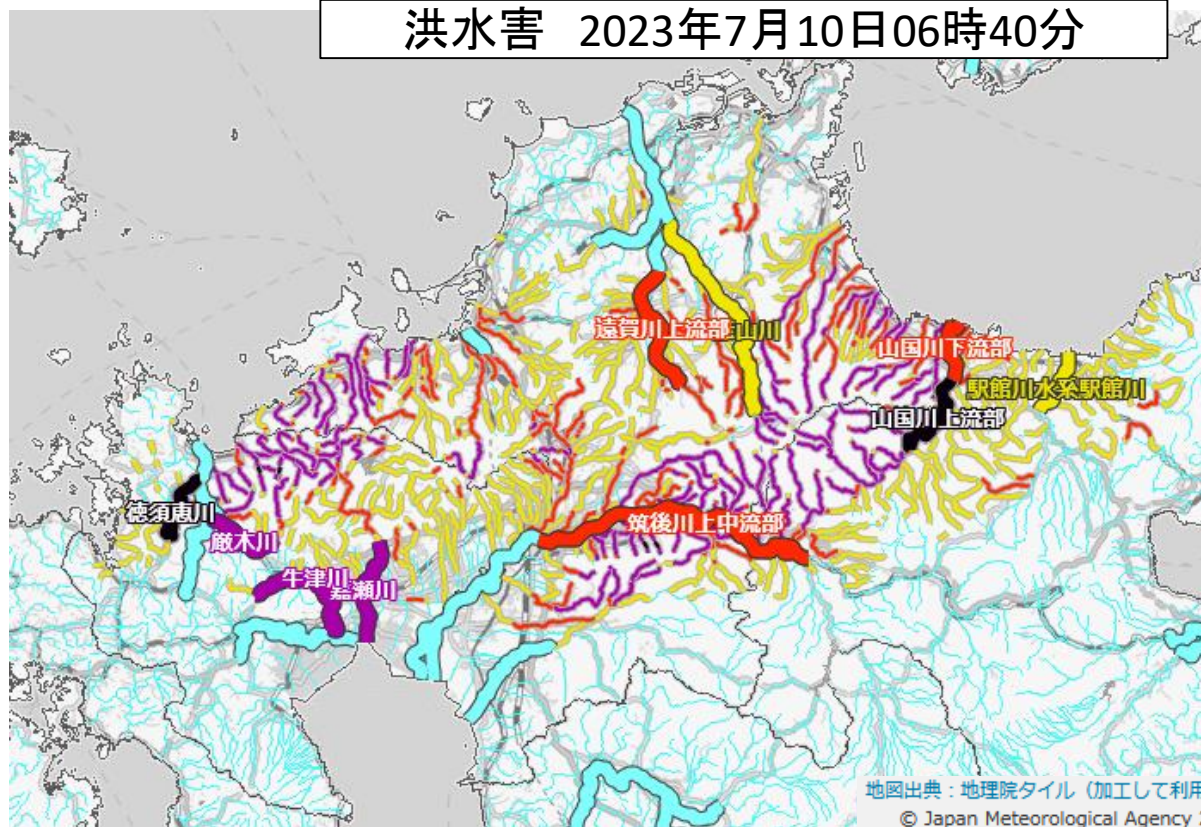 洪水害 2023年7月10日06時40分
遠賀川上流部
山川
山国川下流部
駅館川水系駅館川
山国川上流部
徳須恵川
筑後川上中流部
厳木川
牛津川
嘉瀬川
地図出典：地理院タイル（加工して利用
© Japan Meteorological Agency